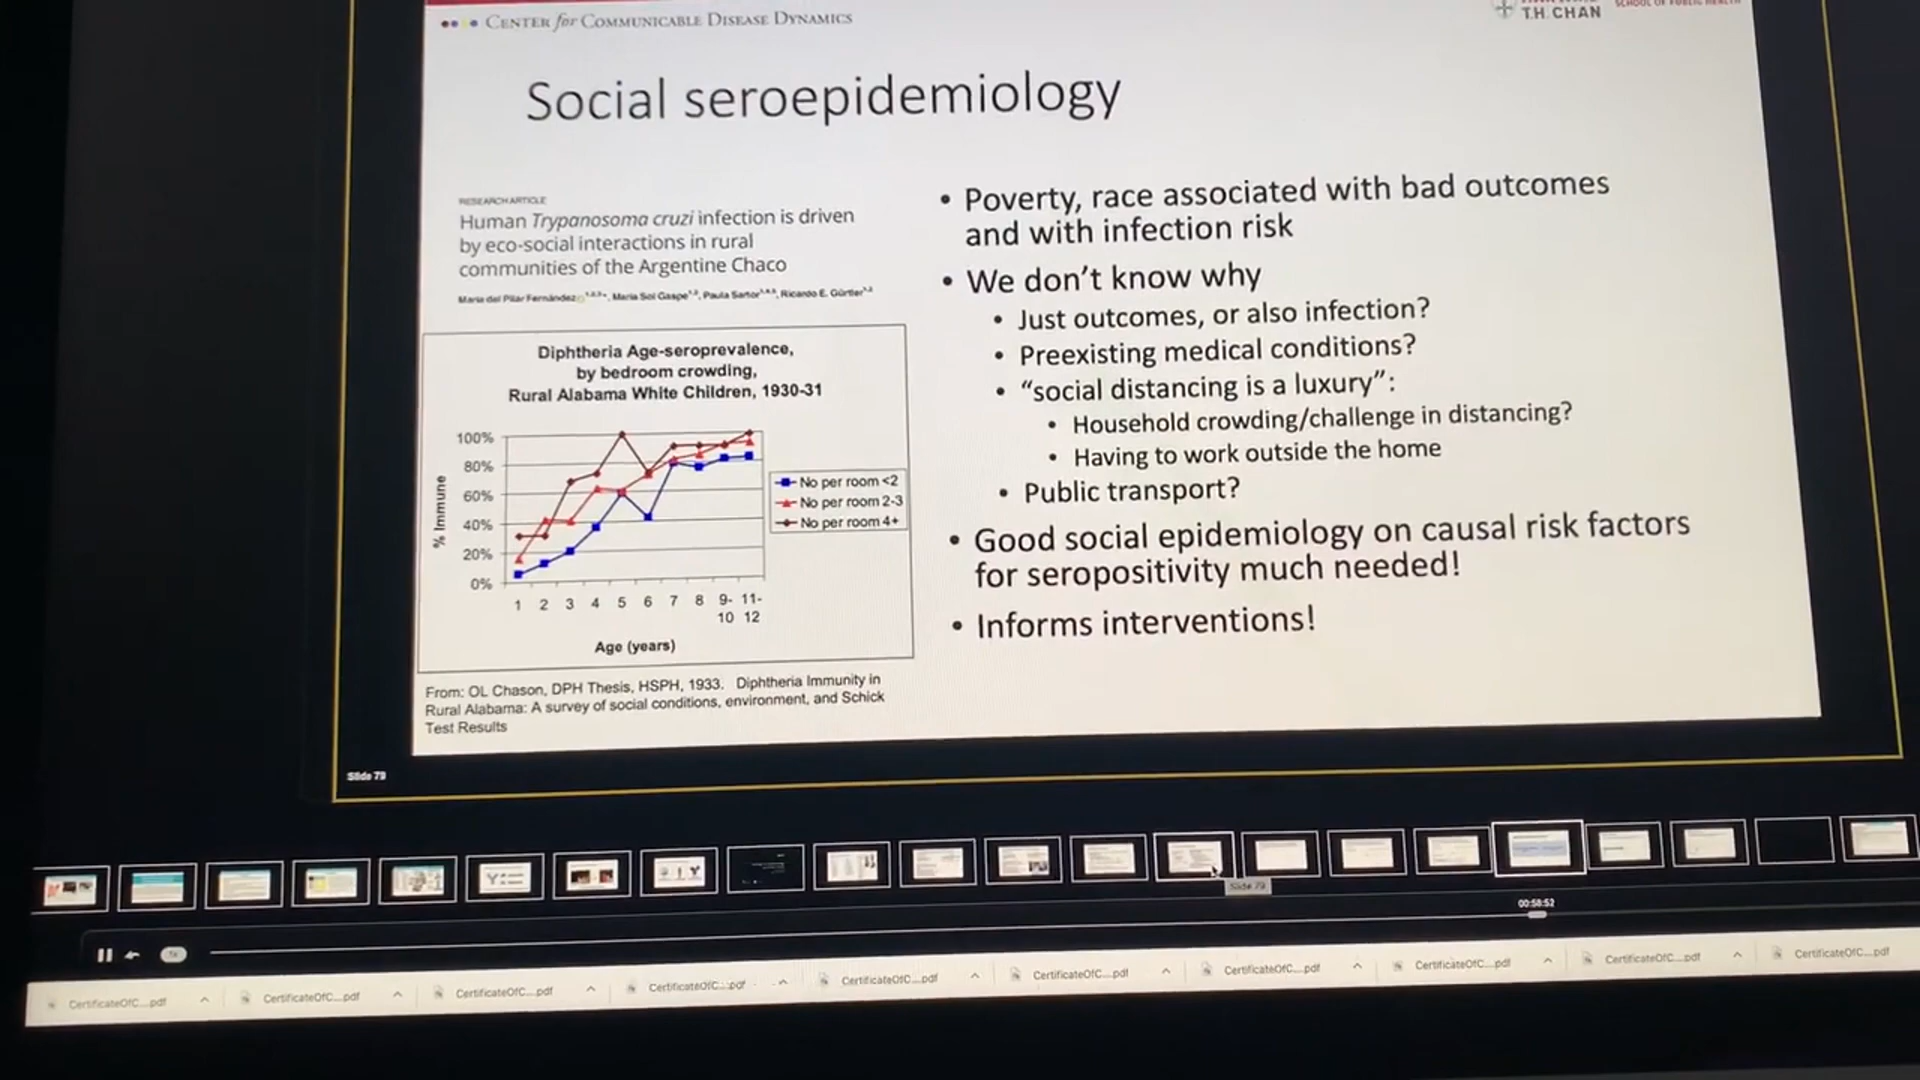 CENTER for COMMUNICABLE DISEASE DYNAMICS
T.H. CHAN
SCHOOL OF PUBLIC HEALTH
Social seroepidemiology
RESEARCH ARTICLE
Human Trypanosoma cruzi infection is driven
by eco-social interactions in rural
communities of the Argentine Chaco
María del Pilar Fernández, María Sol Gaspe, Paula Sartor, Ricardo E. Gürtler
Diphtheria Age-seroprevalence,
by bedroom crowding,
Rural Alabama White Children, 1930-31
100%
80%
60%
40%
20%
0%
% Immune
1 2 3 4 5 6 7 8 9- 11-
10 12
Age (years)
No per room <2
No per room 2-3
No per room 4+
From: OL Chason, DPH Thesis, HSPH, 1933. Diphtheria Immunity in
Rural Alabama: A survey of social conditions, environment, and Schick
Test Results
• Poverty, race associated with bad outcomes
and with infection risk
• We don't know why
• Just outcomes, or also infection?
• Preexisting medical conditions?
• "social distancing is a luxury":
• Household crowding/challenge in distancing?
• Having to work outside the home
• Public transport?
• Good social epidemiology on causal risk factors
for seropositivity much needed!
• Informs interventions!
Slide 79
Slide 79
00:58:52
1x
CertificateOfC....pdf
CertificateOfC....pdf
CertificateOfC....pdf
CertificateOfC....pdf
CertificateOfC....pdf
CertificateOfC....pdf
CertificateOfC....pdf
CertificateOfC....pdf
CertificateOfC....pdf
CertificateOfC....pdf